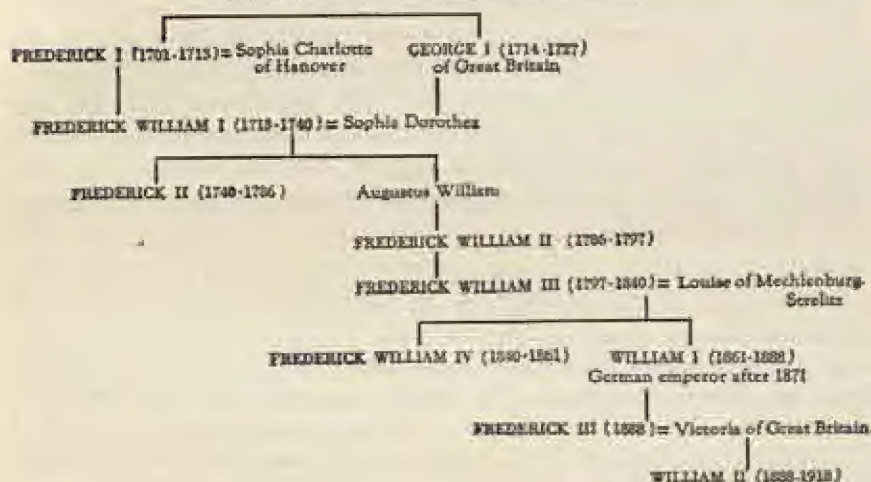 FREDERICK I (1701-1713) = Sophia Charlotte GEORGE I (1714-1727)
of Hanover of Great Britain
FREDERICK WILLIAM I (1713-1740) = Sophia Dorothea
FREDERICK II (1740-1786) Augustus William
FREDERICK WILLIAM II (1786-1797)
FREDERICK WILLIAM III (1797-1840) = Louise of Mecklenburg-
Strelitz
FREDERICK WILLIAM IV (1840-1861) WILLIAM I (1861-1888)
German emperor after 1871
FREDERICK III (1888) = Victoria of Great Britain
WILLIAM II (1888-1918)